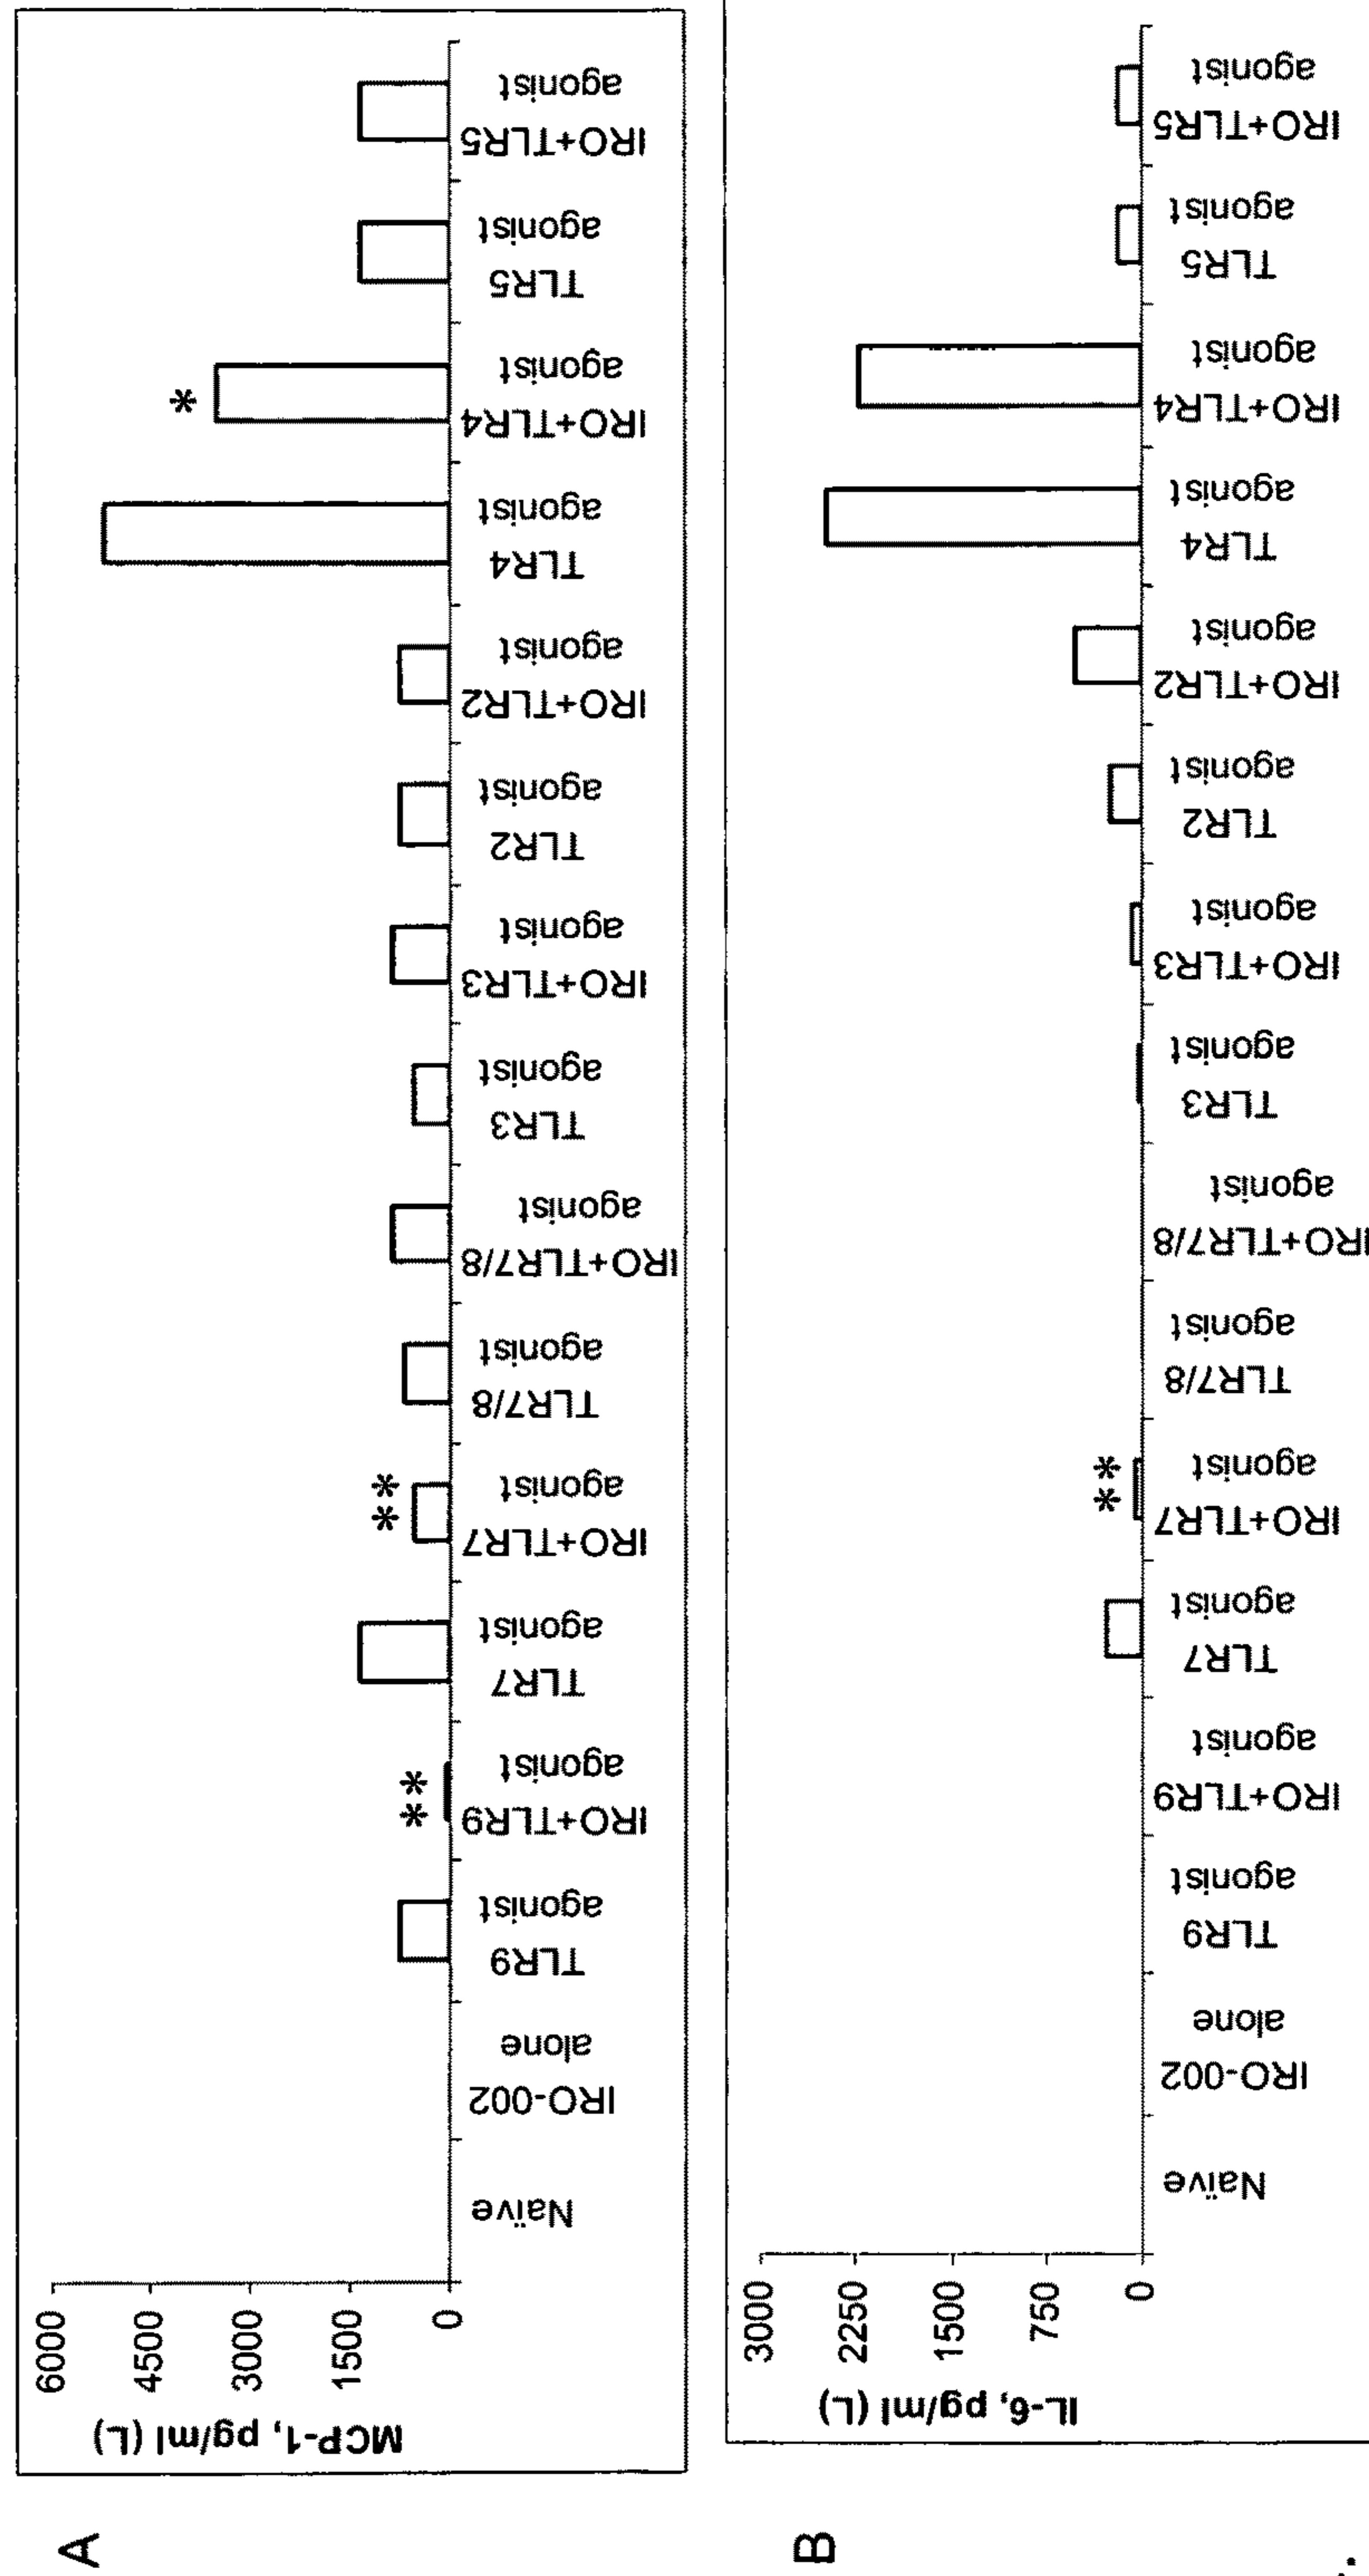 A
MCP-1, pg/ml (L)
6000
4500
3000
1500
0
Naïve
IRO-002
alone
TLR9
agonist
**
IRO+TLR9
agonist
TLR7
agonist
**
IRO+TLR7
agonist
TLR7/8
agonist
IRO+TLR7/8
agonist
TLR3
agonist
IRO+TLR3
agonist
TLR2
agonist
IRO+TLR2
agonist
TLR4
agonist
*
IRO+TLR4
agonist
TLR5
agonist
IRO+TLR5
agonist
B
IL-6, pg/ml (L)
3000
2250
1500
750
0
Naïve
IRO-002
alone
TLR9
agonist
IRO+TLR9
agonist
TLR7
agonist
**
IRO+TLR7
agonist
TLR7/8
agonist
IRO+TLR7/8
agonist
TLR3
agonist
IRO+TLR3
agonist
TLR2
agonist
IRO+TLR2
agonist
TLR4
agonist
IRO+TLR4
agonist
TLR5
agonist
IRO+TLR5
agonist